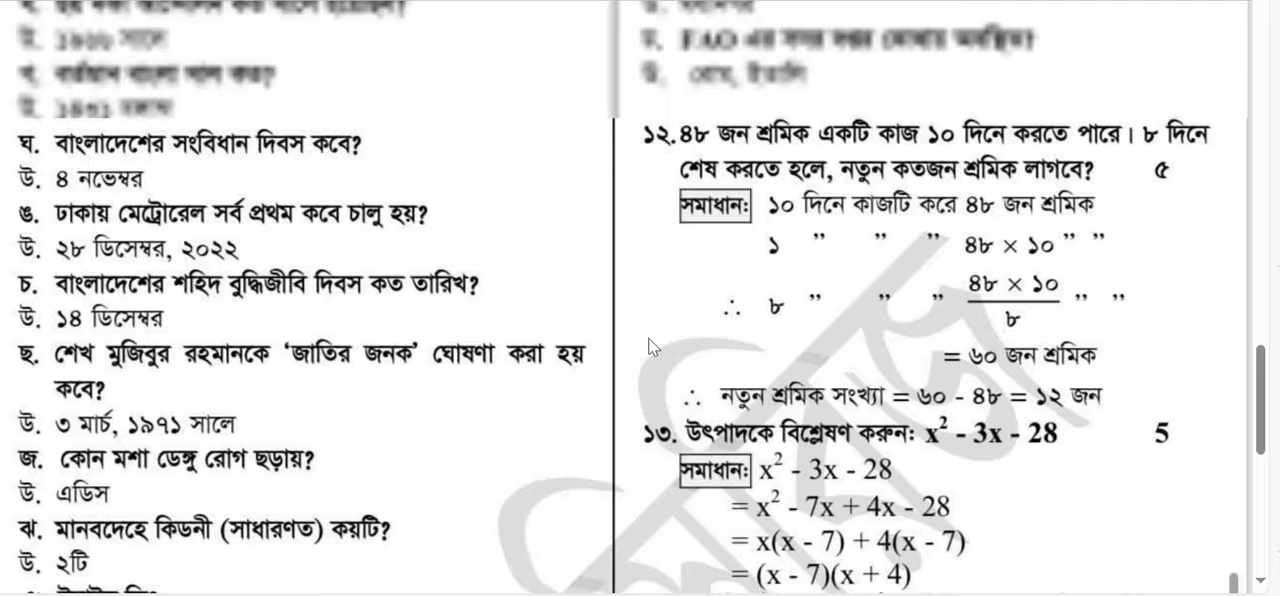 ঘ. বাংলাদেশের সংবিধান দিবস কবে?
উ. ৪ নভেম্বর
ঙ. ঢাকায় মেট্রোরেল সর্ব প্রথম কবে চালু হয়?
উ. ২৮ ডিসেম্বর, ২০২২
চ. বাংলাদেশের শহিদ বুদ্ধিজীবি দিবস কত তারিখ?
উ. ১৪ ডিসেম্বর
ছ. শেখ মুজিবুর রহমানকে ‘জাতির জনক’ ঘোষণা করা হয়
কবে?
উ. ৩ মার্চ, ১৯৭১ সালে
জ. কোন মশা ডেঙ্গু রোগ ছড়ায়?
উ. এডিস
ঝ. মানবদেহে কিডনী (সাধারণত) কয়টি?
উ. ২টি
১২. ৪৮ জন শ্রমিক একটি কাজ ১০ দিনে করতে পারে। ৮ দিনে
শেষ করতে হলে, নতুন কতজন শ্রমিক লাগবে? ৫
সমাধান: ১০ দিনে কাজটি করে ৪৮ জন শ্রমিক
১ ” ” ” ৪৮ × ১০ ” ”
∴ ৮ ” ” ” ৪৮ × ১০ / ৮ ” ”
= ৬০ জন শ্রমিক
∴ নতুন শ্রমিক সংখ্যা = ৬০ - ৪৮ = ১২ জন
১৩. উৎপাদকে বিশ্লেষণ করুন: x² - 3x - 28 5
সমাধান: x² - 3x - 28
= x² - 7x + 4x - 28
= x(x - 7) + 4(x - 7)
= (x - 7)(x + 4)